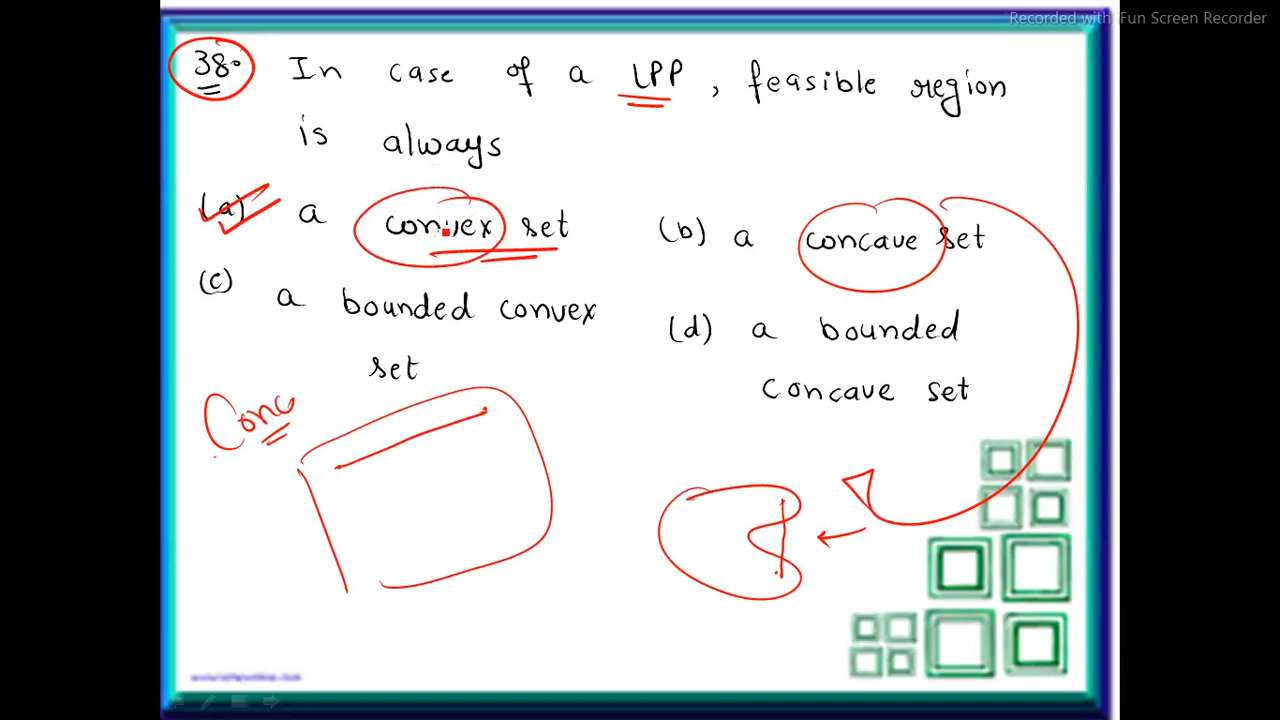 Recorded with Fun Screen Recorder
38. In case of a LPP, feasible region
is always
(a) a convex set
(b) a concave set
(c) a bounded convex
set
(d) a bounded
concave set
Conc